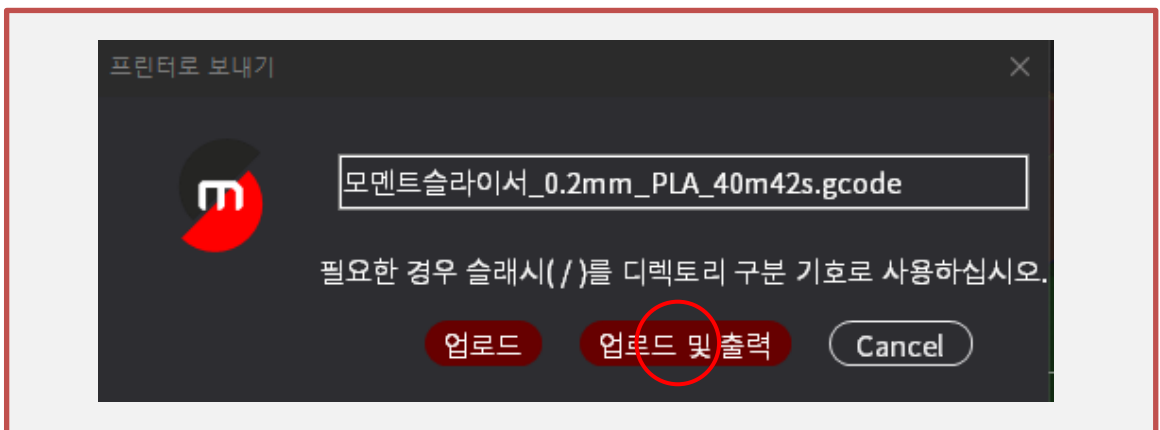 프린터로 보내기
m
모멘트슬라이서_0.2mm_PLA_40m42s.gcode
필요한 경우 슬래시( / )를 디렉토리 구분 기호로 사용하십시오.
업로드 업로드 및 출력 Cancel